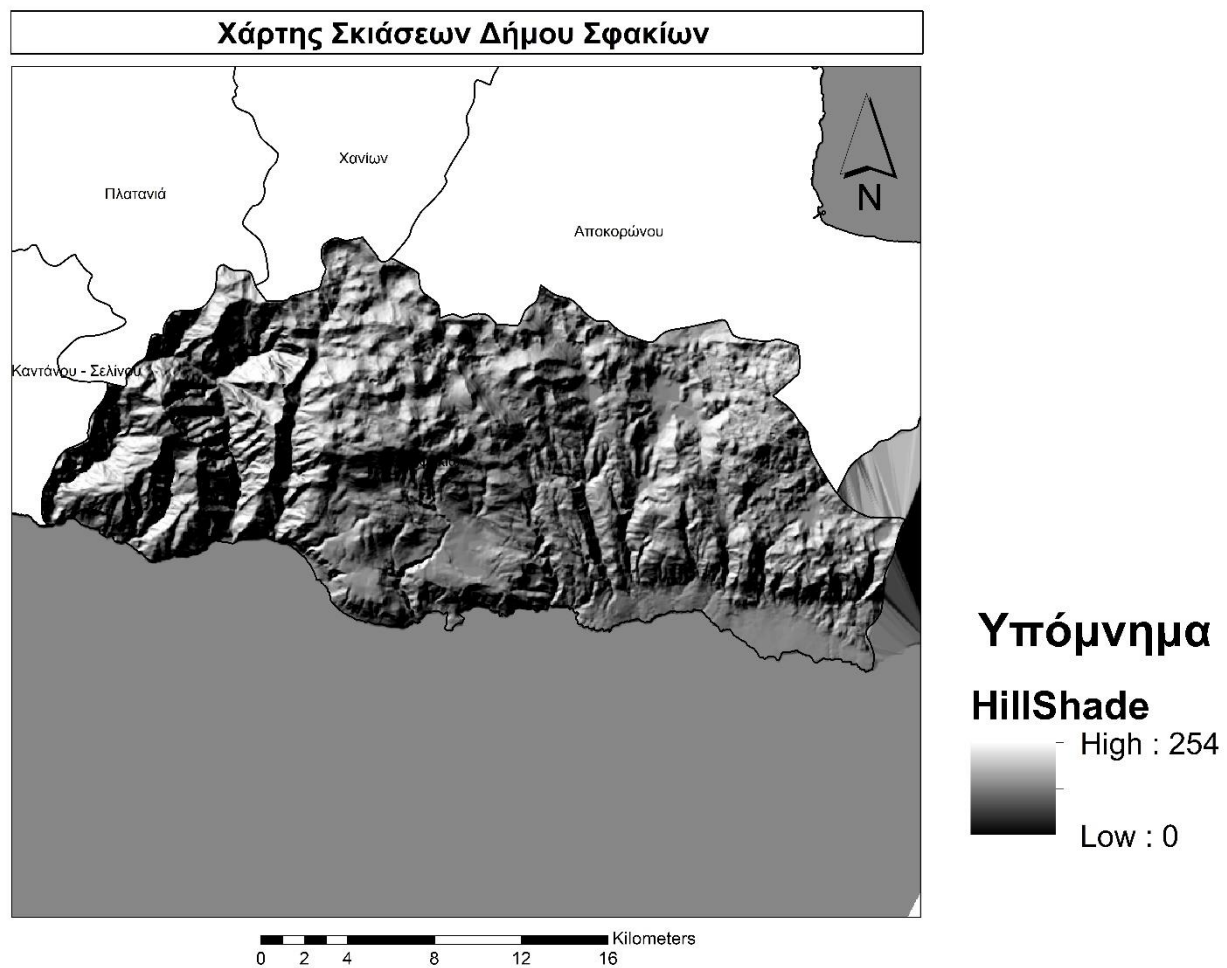 Χάρτης Σκιάσεων Δήμου Σφακίων
Χανίων
Πλατανιά
N
Αποκορώνου
Καντάνου - Σελίνου
Υπόμνημα
HillShade
High : 254
Low : 0
Kilometers
0 2 4 8 12 16